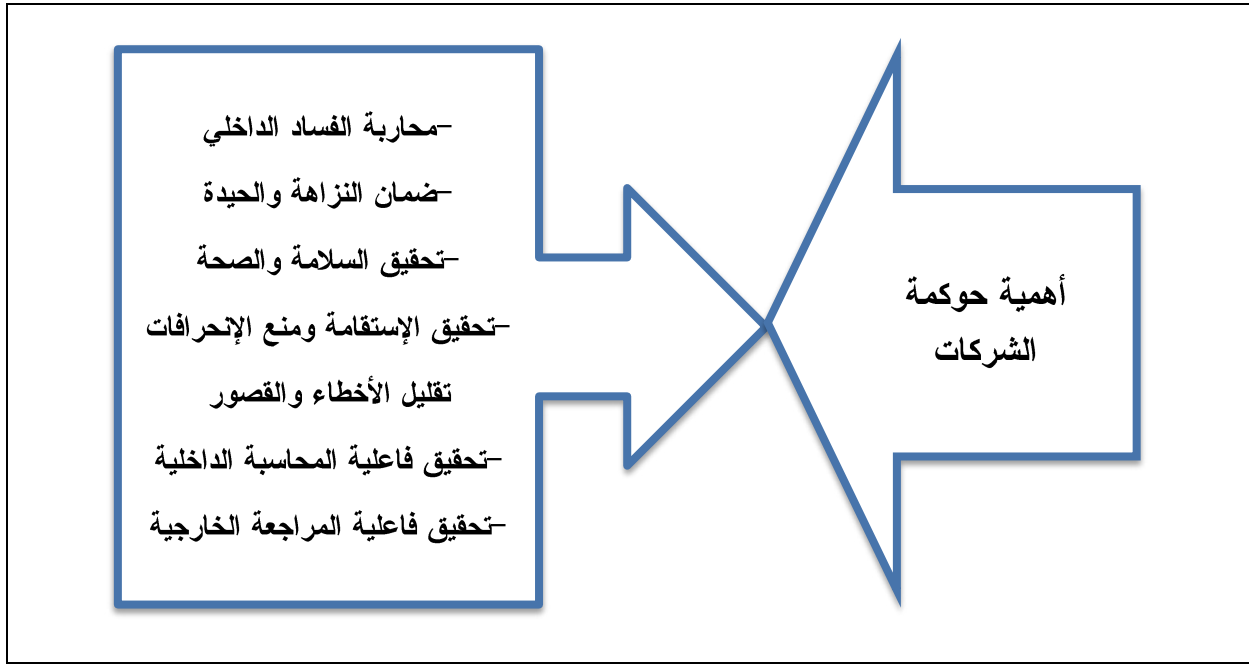 أهمية حوكمة
الشركات
-محاربة الفساد الداخلي
-ضمان النزاهة والحيدة
-تحقيق السلامة والصحة
-تحقيق الإستقامة ومنع الإنحرافات
تقليل الأخطاء والقصور
-تحقيق فاعلية المحاسبة الداخلية
-تحقيق فاعلية المراجعة الخارجية